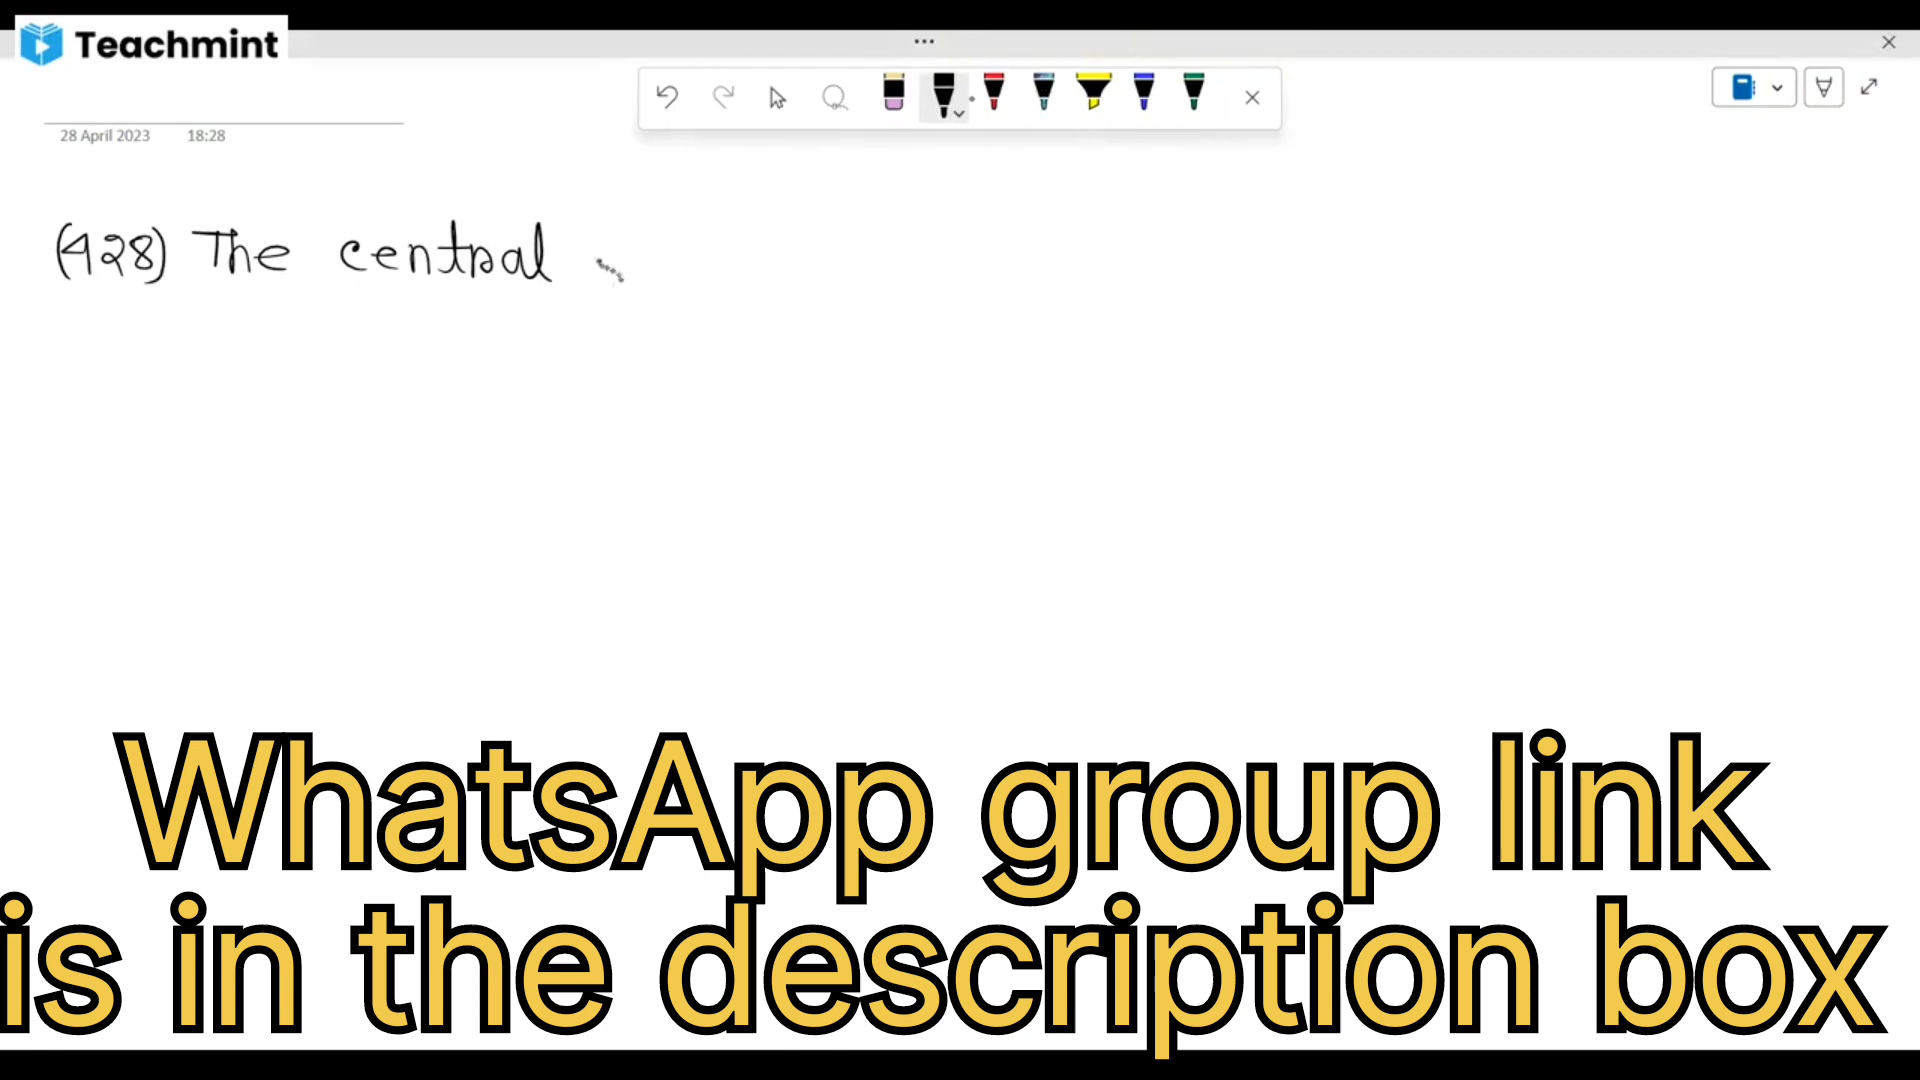 Teachmint
28 April 2023 18:28
(428) The central
WhatsApp group link
is in the description box